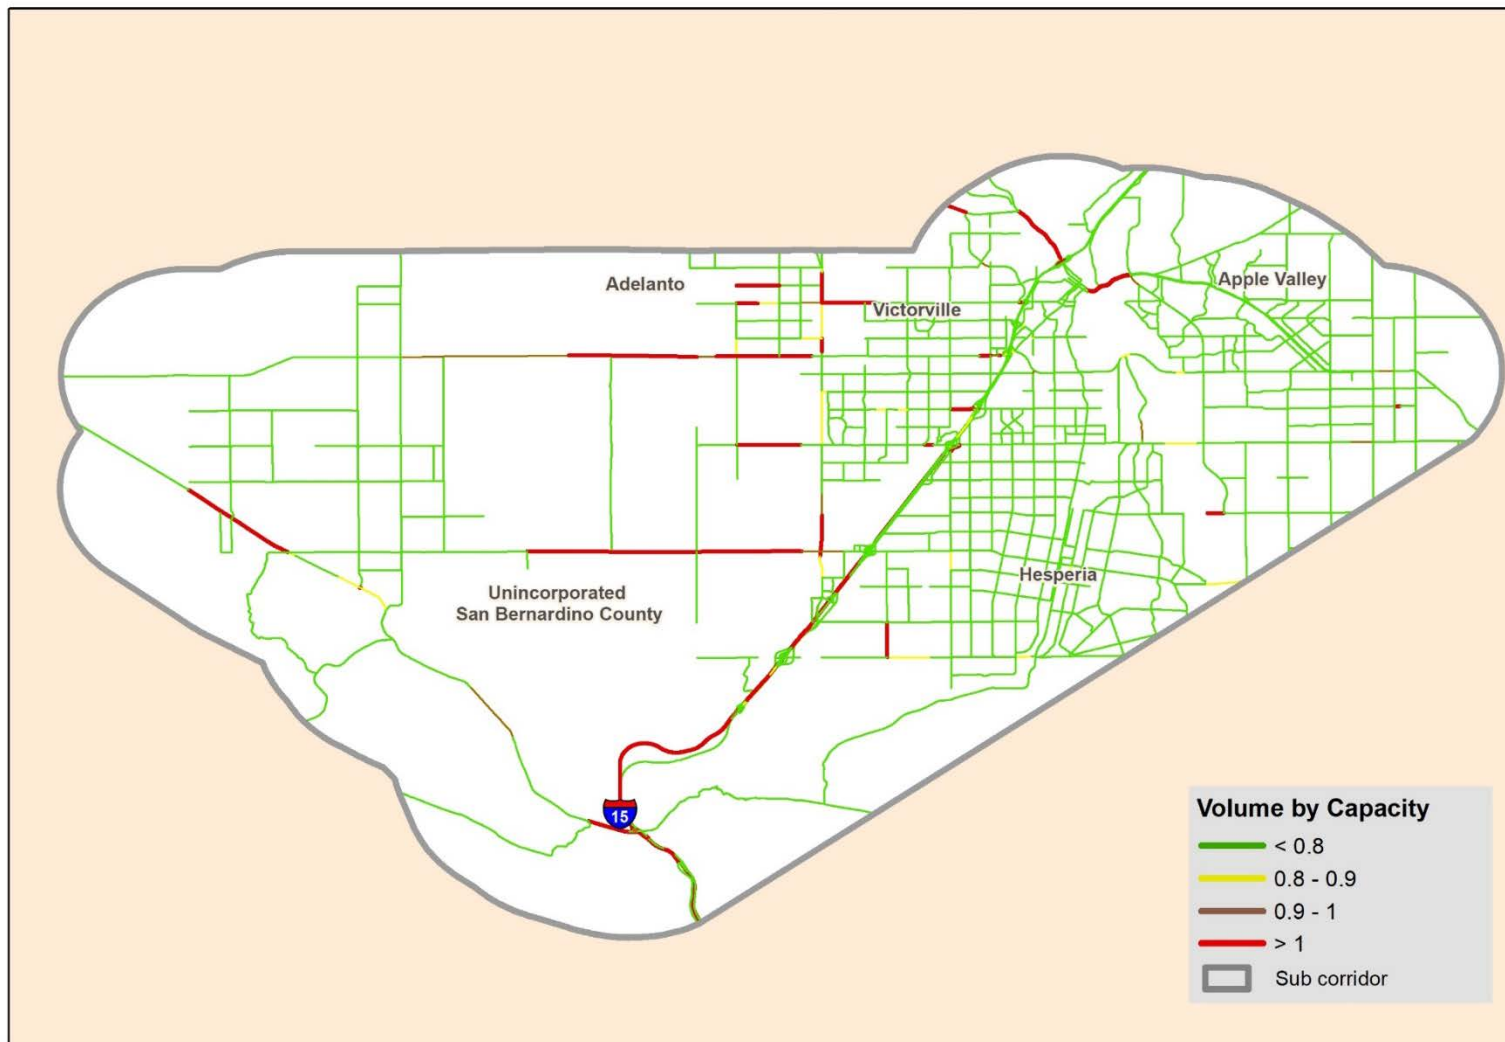 Adelanto
Apple Valley
Victorville
Hesperia
Unincorporated
San Bernardino County
15
Volume by Capacity
< 0.8
0.8 - 0.9
0.9 - 1
> 1
Sub corridor